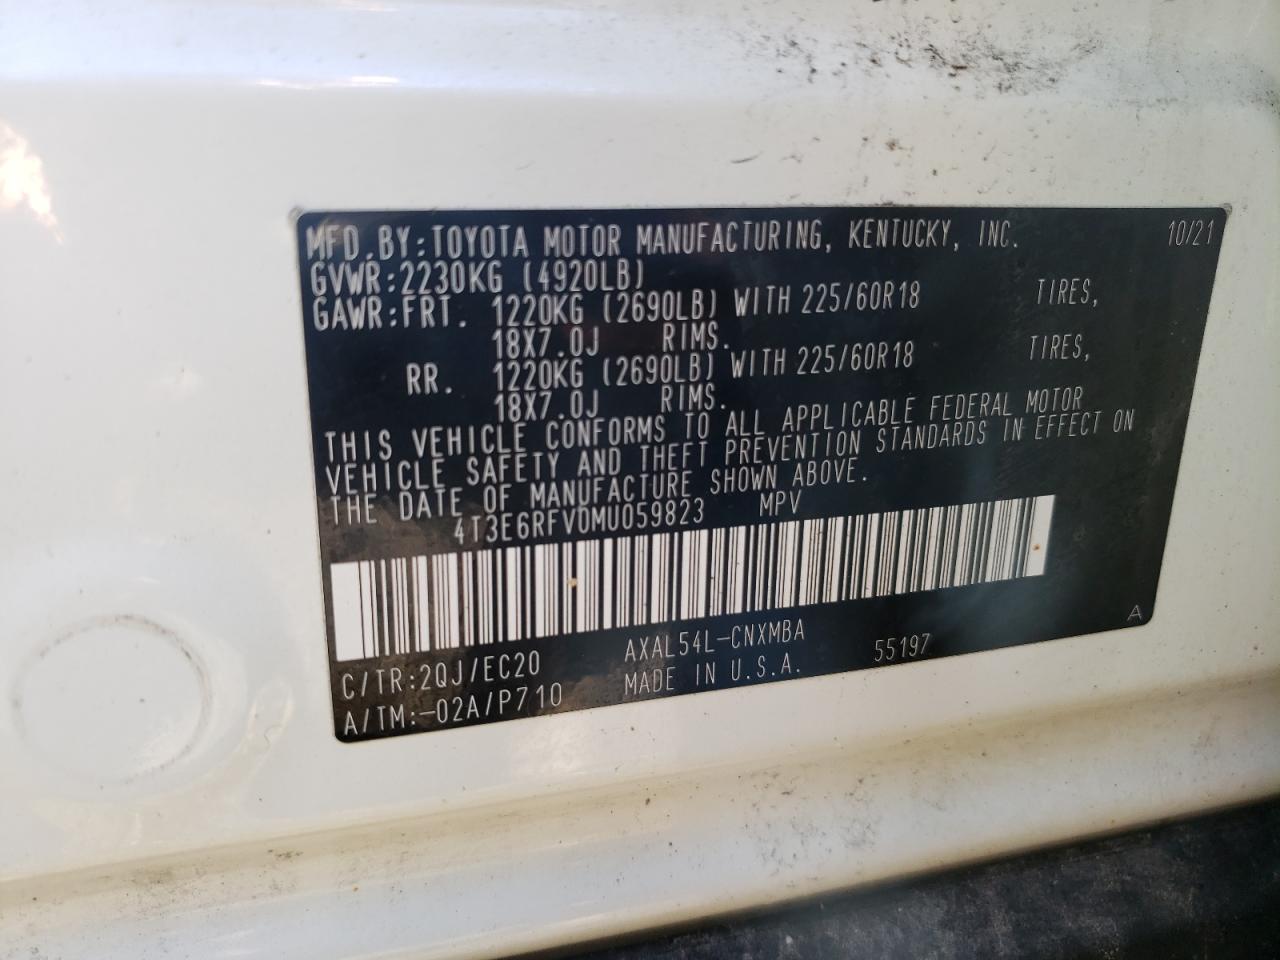 MFD.BY:TOYOTA MOTOR MANUFACTURING, KENTUCKY, INC. 10/21
GVWR:2230KG (4920LB)
GAWR:FRT. 1220KG (2690LB) WITH 225/60R18 TIRES,
18X7.0J RIMS.
RR. 1220KG (2690LB) WITH 225/60R18 TIRES,
18X7.0J RIMS.
THIS VEHICLE CONFORMS TO ALL APPLICABLE FEDERAL MOTOR
VEHICLE SAFETY AND THEFT PREVENTION STANDARDS IN EFFECT ON
THE DATE OF MANUFACTURE SHOWN ABOVE.
4T3E6RFV0MU059823 MPV
C/TR:2QJ/EC20 AXAL54L-CNXMBA 55197 A
A/TM:-02A/P710 MADE IN U.S.A.